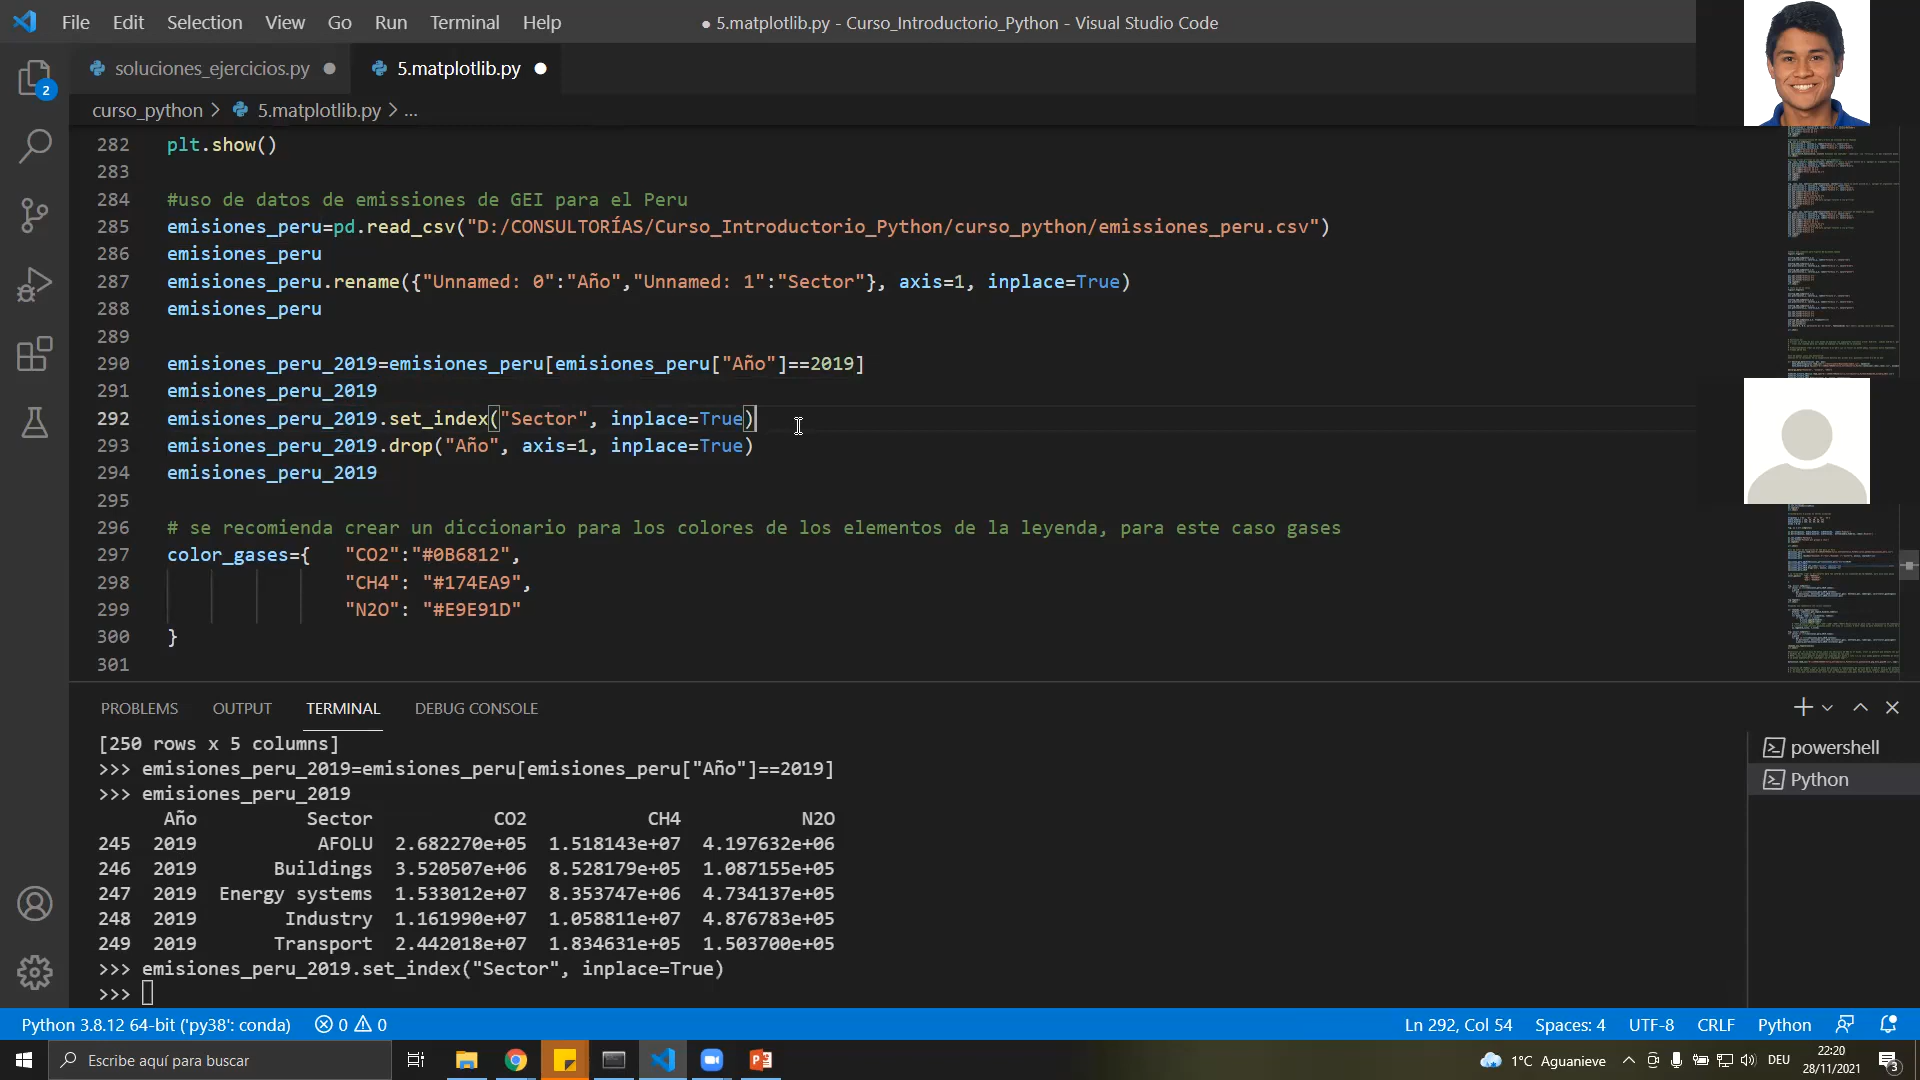 File Edit Selection View Go Run Terminal Help ● 5.matplotlib.py - Curso_Introductorio_Python - Visual Studio Code
soluciones_ejercicios.py 5.matplotlib.py
2
curso_python > 5.matplotlib.py > ...
282 plt.show()
283
284 #uso de datos de emissiones de GEI para el Peru
285 emisiones_peru=pd.read_csv("D:/CONSULTORÍAS/Curso_Introductorio_Python/curso_python/emissiones_peru.csv")
286 emisiones_peru
287 emisiones_peru.rename({"Unnamed: 0":"Año","Unnamed: 1":"Sector"}, axis=1, inplace=True)
288 emisiones_peru
289
290 emisiones_peru_2019=emisiones_peru[emisiones_peru["Año"]==2019]
291 emisiones_peru_2019
292 emisiones_peru_2019.set_index("Sector", inplace=True)
293 emisiones_peru_2019.drop("Año", axis=1, inplace=True)
294 emisiones_peru_2019
295
296 # se recomienda crear un diccionario para los colores de los elementos de la leyenda, para este caso gases
297 color_gases={ "CO2":"#0B6812",
298 "CH4": "#174EA9",
299 "N2O": "#E9E91D"
300 }
301
PROBLEMS OUTPUT TERMINAL DEBUG CONSOLE
[250 rows x 5 columns]
>>> emisiones_peru_2019=emisiones_peru[emisiones_peru["Año"]==2019]
>>> emisiones_peru_2019
Año Sector CO2 CH4 N2O
245 2019 AFOLU 2.682270e+05 1.518143e+07 4.197632e+06
246 2019 Buildings 3.520507e+06 8.528179e+05 1.087155e+05
247 2019 Energy systems 1.533012e+07 8.353747e+06 4.734137e+05
248 2019 Industry 1.161990e+07 1.058811e+07 4.876783e+05
249 2019 Transport 2.442018e+07 1.834631e+05 1.503700e+05
>>> emisiones_peru_2019.set_index("Sector", inplace=True)
>>>
powershell
Python
Python 3.8.12 64-bit ('py38': conda) 0 0 Ln 292, Col 54 Spaces: 4 UTF-8 CRLF Python
Escribe aquí para buscar
1°C Aguanieve DEU 22:20
28/11/2021 3